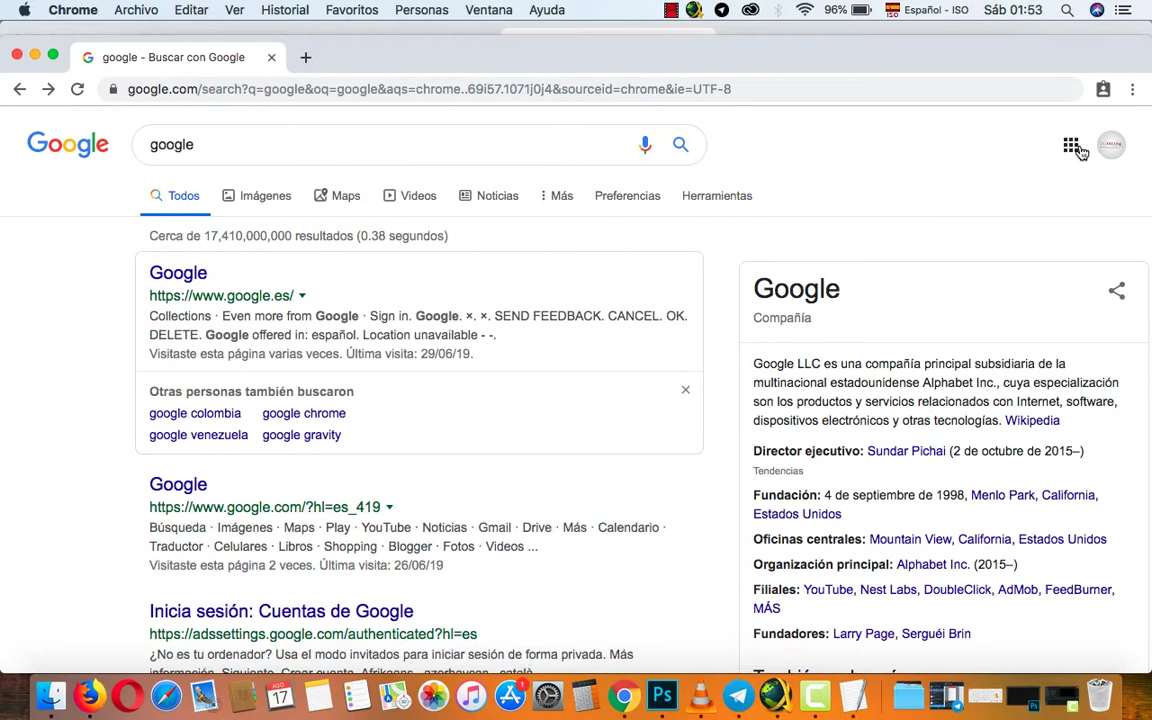 Chrome Archivo Editar Ver Historial Favoritos Personas Ventana Ayuda 96% Español - ISO Sáb 01:53
google - Buscar con Google
google.com/search?q=google&oq=google&aqs=chrome..69i57.1071j0j4&sourceid=chrome&ie=UTF-8
Google google
Todos Imágenes Maps Videos Noticias Más Preferencias Herramientas
Cerca de 17,410,000,000 resultados (0.38 segundos)
Google
https://www.google.es/
Collections · Even more from Google · Sign in. Google. ×. ×. SEND FEEDBACK. CANCEL. OK.
DELETE. Google offered in: español. Location unavailable - -.
Visitaste esta página varias veces. Última visita: 29/06/19.
Otras personas también buscaron
google colombia google chrome
google venezuela google gravity
Google
https://www.google.com/?hl=es_419
Búsqueda · Imágenes · Maps · Play · YouTube · Noticias · Gmail · Drive · Más · Calendario ·
Traductor · Celulares · Libros · Shopping · Blogger · Fotos · Videos ...
Visitaste esta página 2 veces. Última visita: 26/06/19
Inicia sesión: Cuentas de Google
https://adssettings.google.com/authenticated?hl=es
¿No es tu ordenador? Usa el modo invitados para iniciar sesión de forma privada. Más
información. Siguiente. Crear cuenta. Afrikaans. azərbaycan. català.
Google
Compañía
Google LLC es una compañía principal subsidiaria de la
multinacional estadounidense Alphabet Inc., cuya especialización
son los productos y servicios relacionados con Internet, software,
dispositivos electrónicos y otras tecnologías. Wikipedia
Director ejecutivo: Sundar Pichai (2 de octubre de 2015–)
Tendencias
Fundación: 4 de septiembre de 1998, Menlo Park, California,
Estados Unidos
Oficinas centrales: Mountain View, California, Estados Unidos
Organización principal: Alphabet Inc. (2015–)
Filiales: YouTube, Nest Labs, DoubleClick, AdMob, FeedBurner,
MÁS
Fundadores: Larry Page, Serguéi Brin
AGO
17
1
Ps